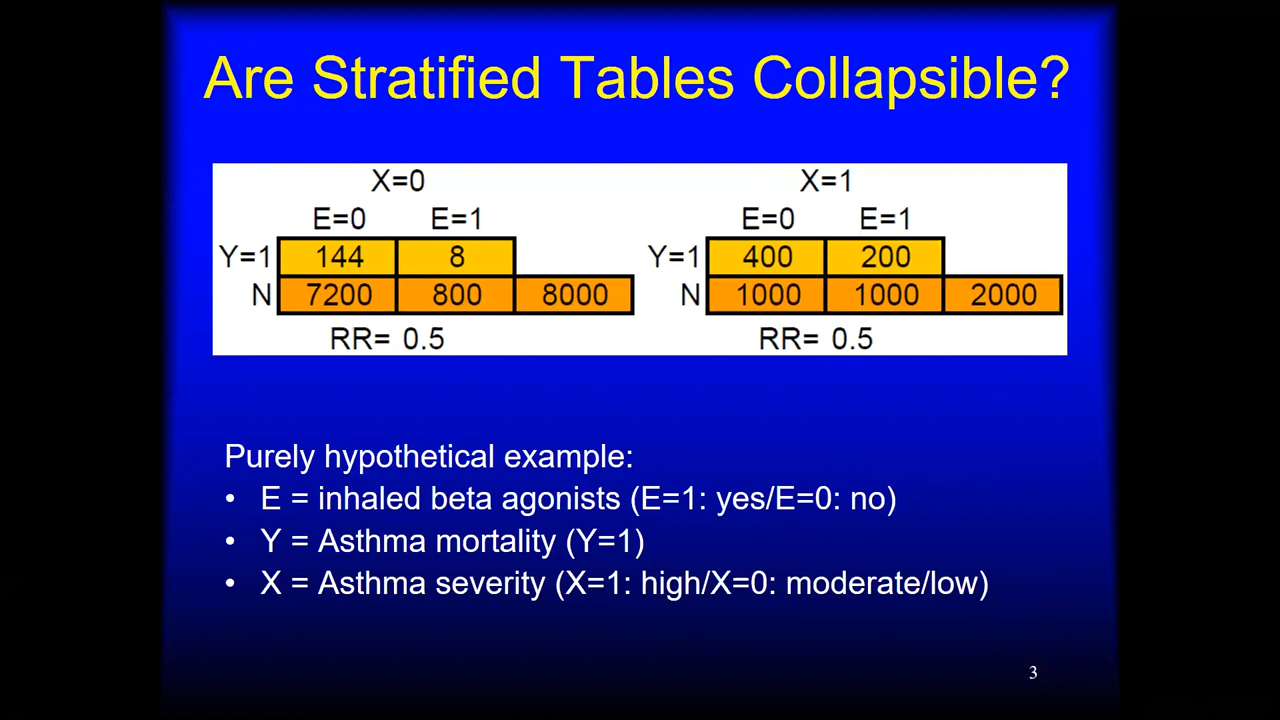 Are Stratified Tables Collapsible?
X=0
E=0 E=1
Y=1 144 8
N 7200 800 8000
RR= 0.5
X=1
E=0 E=1
Y=1 400 200
N 1000 1000 2000
RR= 0.5
Purely hypothetical example:
• E = inhaled beta agonists (E=1: yes/E=0: no)
• Y = Asthma mortality (Y=1)
• X = Asthma severity (X=1: high/X=0: moderate/low)
3